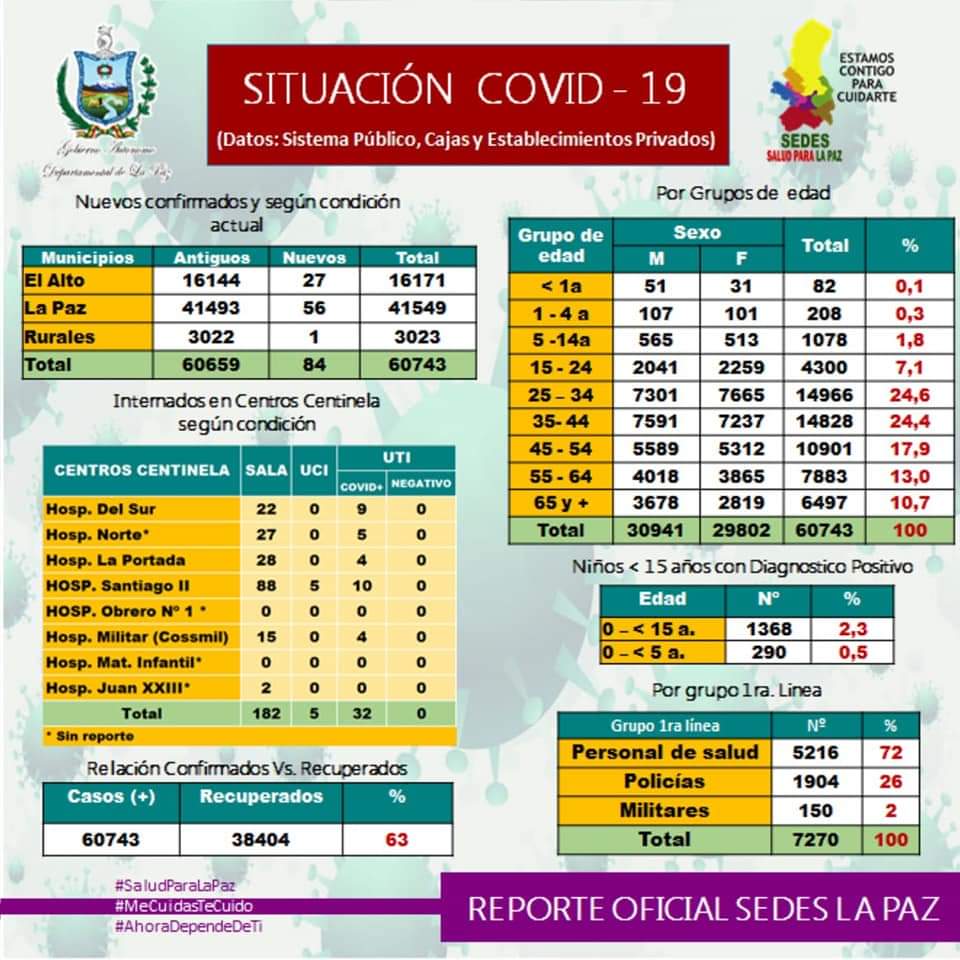 Gobierno Autonomo
Departamental de La Paz
SITUACIÓN COVID - 19
(Datos: Sistema Público, Cajas y Establecimientos Privados)
ESTAMOS
CONTIGO
PARA
CUIDARTE
SEDES
SALUD PARA LA PAZ
Nuevos confirmados y según condición
actual
Municipios Antiguos Nuevos Total
El Alto 16144 27 16171
La Paz 41493 56 41549
Rurales 3022 1 3023
Total 60659 84 60743
Internados en Centros Centinela
según condición
CENTROS CENTINELA SALA UCI UTI
COVID+ NEGATIVO
Hosp. Del Sur 22 0 9 0
Hosp. Norte* 27 0 5 0
Hosp. La Portada 28 0 4 0
HOSP. Santiago II 88 5 10 0
HOSP. Obrero Nº 1 * 0 0 0 0
Hosp. Militar (Cossmil) 15 0 4 0
Hosp. Mat. Infantil* 0 0 0 0
Hosp. Juan XXIII* 2 0 0 0
Total 182 5 32 0
* Sin reporte
Relación Confirmados Vs. Recuperados
Casos (+) Recuperados %
60743 38404 63
Por Grupos de edad
Grupo de edad Sexo Total %
M F
< 1a 51 31 82 0,1
1 - 4 a 107 101 208 0,3
5 -14a 565 513 1078 1,8
15 - 24 2041 2259 4300 7,1
25 – 34 7301 7665 14966 24,6
35- 44 7591 7237 14828 24,4
45 - 54 5589 5312 10901 17,9
55 - 64 4018 3865 7883 13,0
65 y + 3678 2819 6497 10,7
Total 30941 29802 60743 100
Niños < 15 años con Diagnostico Positivo
Edad N° %
0 – < 15 a. 1368 2,3
0 – < 5 a. 290 0,5
Por grupo 1ra. Linea
Grupo 1ra línea Nº %
Personal de salud 5216 72
Policías 1904 26
Militares 150 2
Total 7270 100
#SaludParaLaPaz
#MeCuidasTeCuido
#AhoraDependeDeTi
REPORTE OFICIAL SEDES LA PAZ